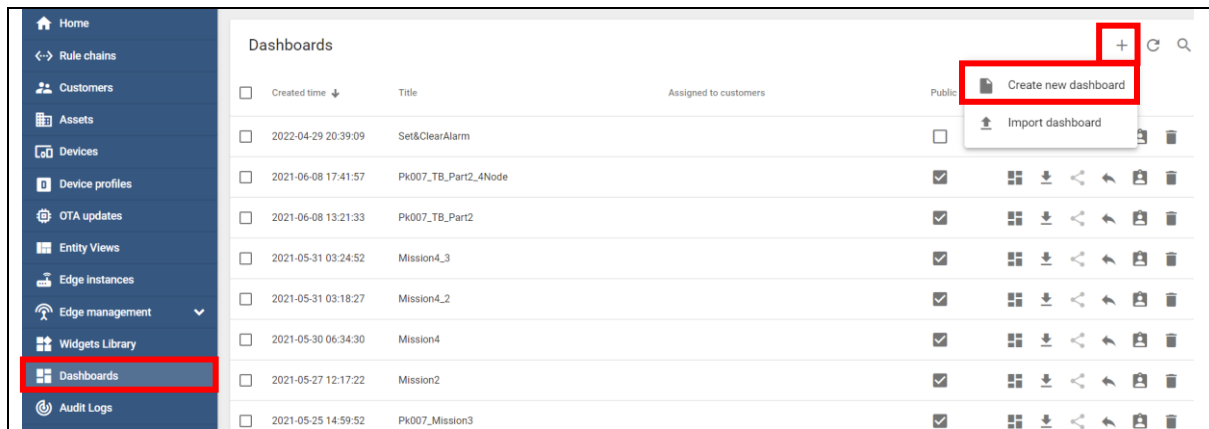 Home
Rule chains
Customers
Assets
Devices
Device profiles
OTA updates
Entity Views
Edge instances
Edge management
Widgets Library
Dashboards
Audit Logs
Dashboards
Created time Title Assigned to customers Public
Create new dashboard
Import dashboard
2022-04-29 20:39:09 Set&ClearAlarm
2021-06-08 17:41:57 Pk007_TB_Part2_4Node
2021-06-08 13:21:33 Pk007_TB_Part2
2021-05-31 03:24:52 Mission4_3
2021-05-31 03:18:27 Mission4_2
2021-05-30 06:34:30 Mission4
2021-05-27 12:17:22 Mission2
2021-05-25 14:59:52 Pk007_Mission3